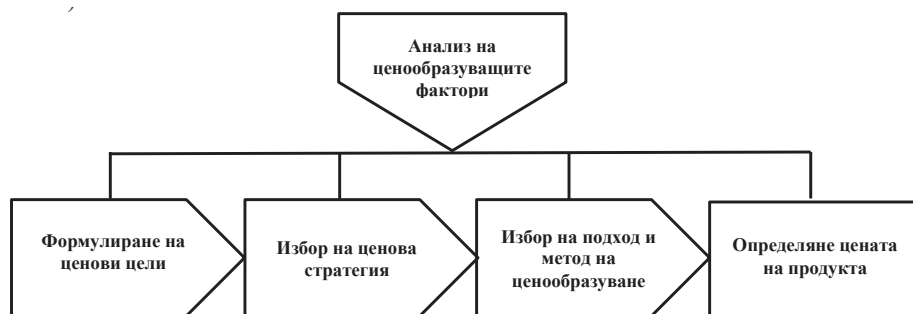 Анализ на
ценообразуващите
фактори
Формулиране на
ценови цели
Избор на ценова
стратегия
Избор на подход и
метод на
ценообразуване
Определяне цената
на продукта